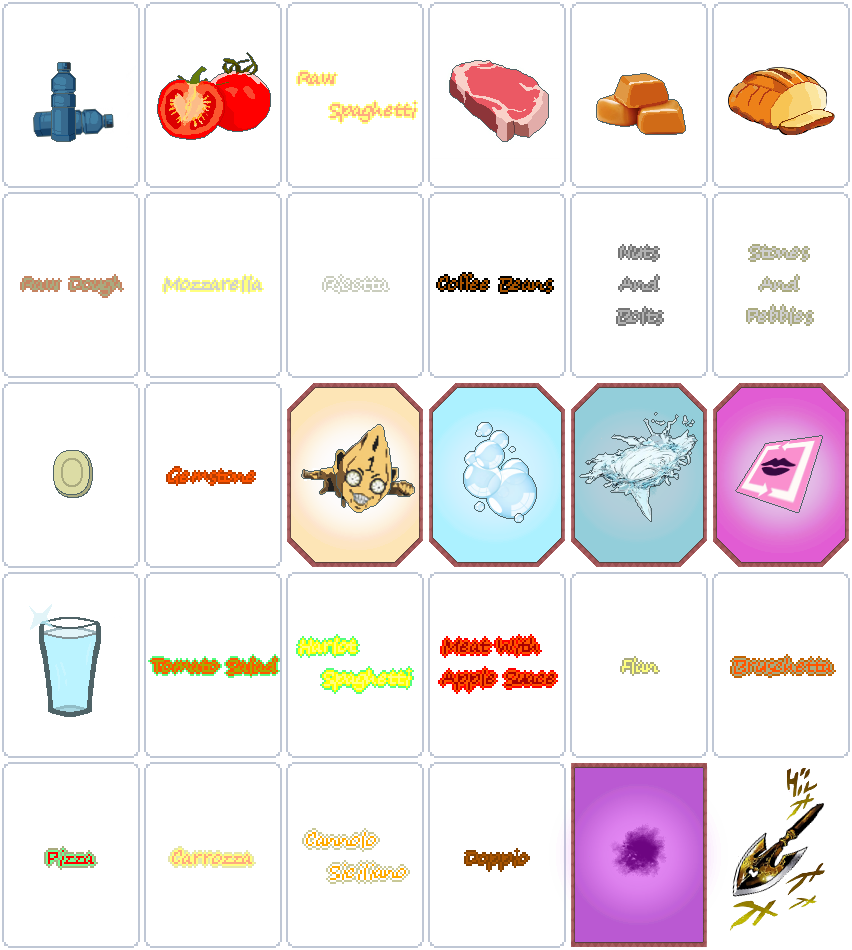 Raw
Spaghetti
Raw Dough
Mozzarella
Ricotta
Coffee Beans
Nuts
And
Bolts
Stones
And
Pebbles
Gemstone
Tomato Salad
Harlot
Spaghetti
Meat With
Apple Sauce
Flan
Bruschetta
Pizza
Carrozza
Cannolo
Siciliano
Doppio